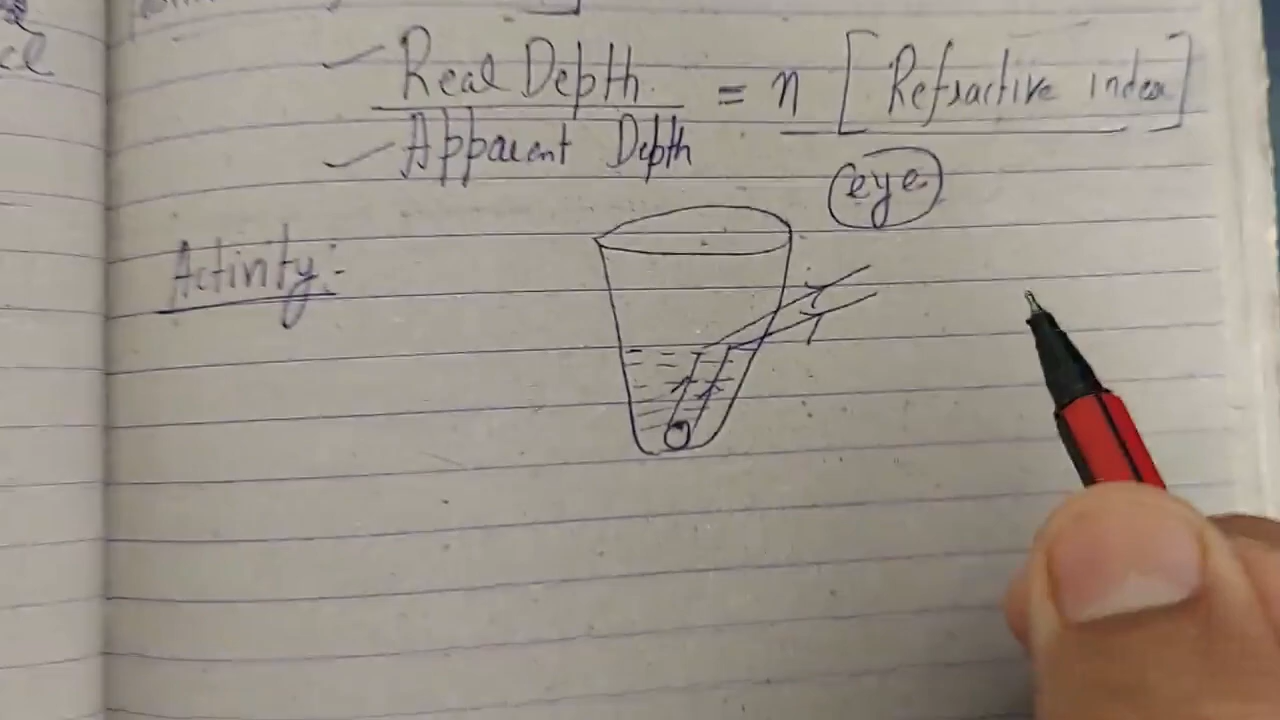 Real Depth = n [Refractive index]
Apparent Depth
eye
Activity:-